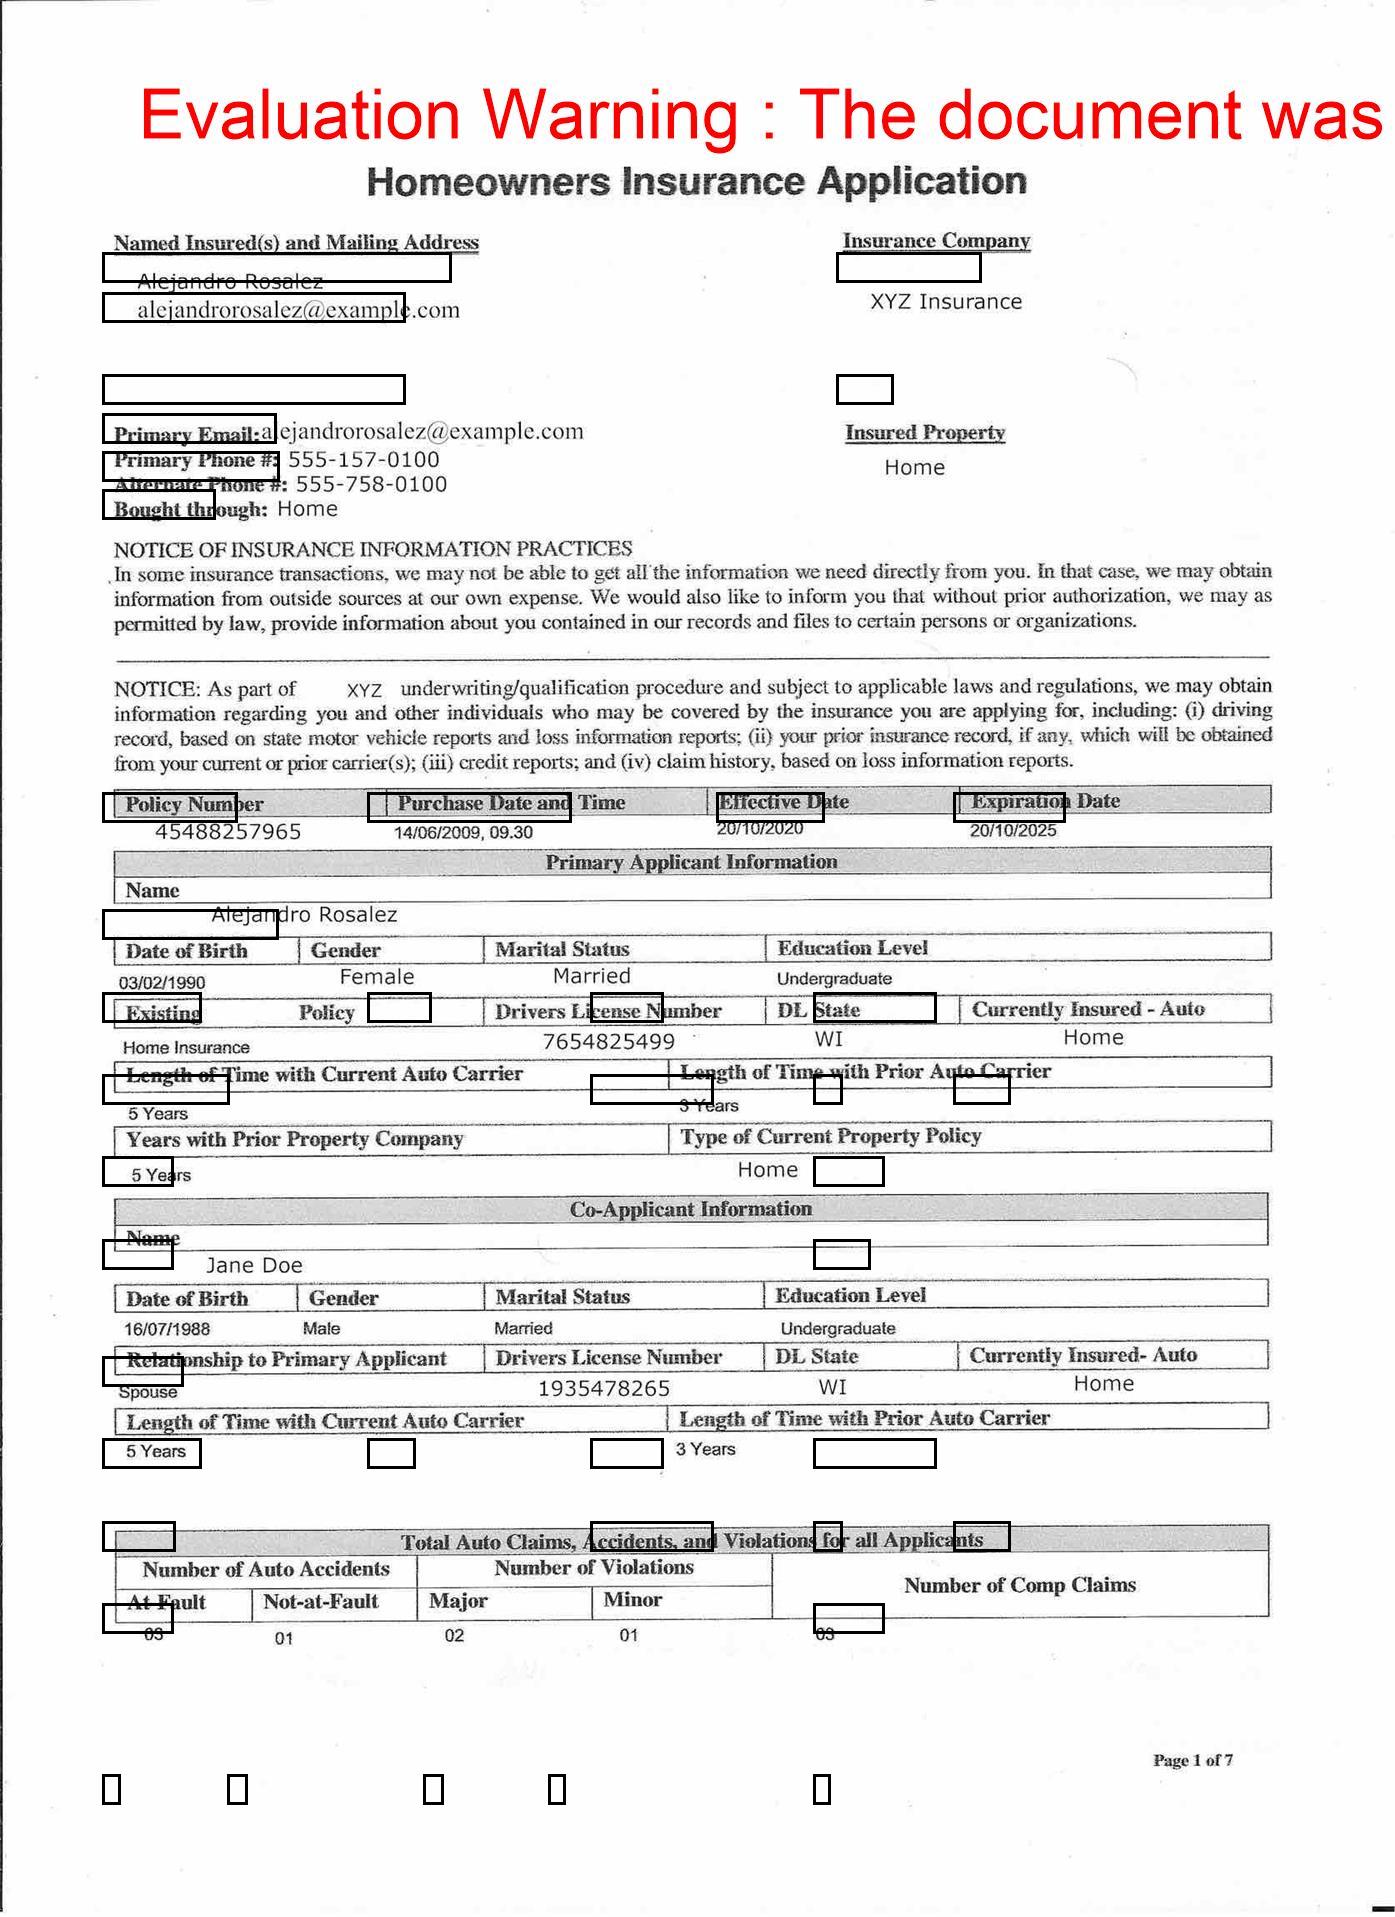 Evaluation Warning : The document was
Homeowners Insurance Application
Named Insured(s) and Mailing Address
Insurance Company
Alejandro Rosalez
alejandrorosalez@example.com
XYZ Insurance
Primary Email: alejandrorosalez@example.com
Insured Property
Primary Phone #: 555-157-0100
Home
Alternate Phone #: 555-758-0100
Bought through: Home
NOTICE OF INSURANCE INFORMATION PRACTICES
In some insurance transactions, we may not be able to get all the information we need directly from you. In that case, we may obtain
information from outside sources at our own expense. We would also like to inform you that without prior authorization, we may as
permitted by law, provide information about you contained in our records and files to certain persons or organizations.
NOTICE: As part of XYZ underwriting/qualification procedure and subject to applicable laws and regulations, we may obtain
information regarding you and other individuals who may be covered by the insurance you are applying for, including: (i) driving
record, based on state motor vehicle reports and loss information reports; (ii) your prior insurance record, if any, which will be obtained
from your current or prior carrier(s); (iii) credit reports; and (iv) claim history, based on loss information reports.
Policy Number Purchase Date and Time Effective Date Expiration Date
45488257965 14/06/2009, 09.30 20/10/2020 20/10/2025
Primary Applicant Information
Name
Alejandro Rosalez
Date of Birth Gender Marital Status Education Level
03/02/1990 Female Married Undergraduate
Existing Policy Drivers License Number DL State Currently Insured - Auto
Home Insurance 7654825499 WI Home
Length of Time with Current Auto Carrier Length of Time with Prior Auto Carrier
5 Years 3 Years
Years with Prior Property Company Type of Current Property Policy
5 Years Home
Co-Applicant Information
Name
Jane Doe
Date of Birth Gender Marital Status Education Level
16/07/1988 Male Married Undergraduate
Relationship to Primary Applicant Drivers License Number DL State Currently Insured- Auto
Spouse 1935478265 WI Home
Length of Time with Current Auto Carrier Length of Time with Prior Auto Carrier
5 Years 3 Years
Total Auto Claims, Accidents, and Violations for all Applicants
Number of Auto Accidents Number of Violations Number of Comp Claims
At-Fault Not-at-Fault Major Minor
03 01 02 01 03
Page 1 of 7